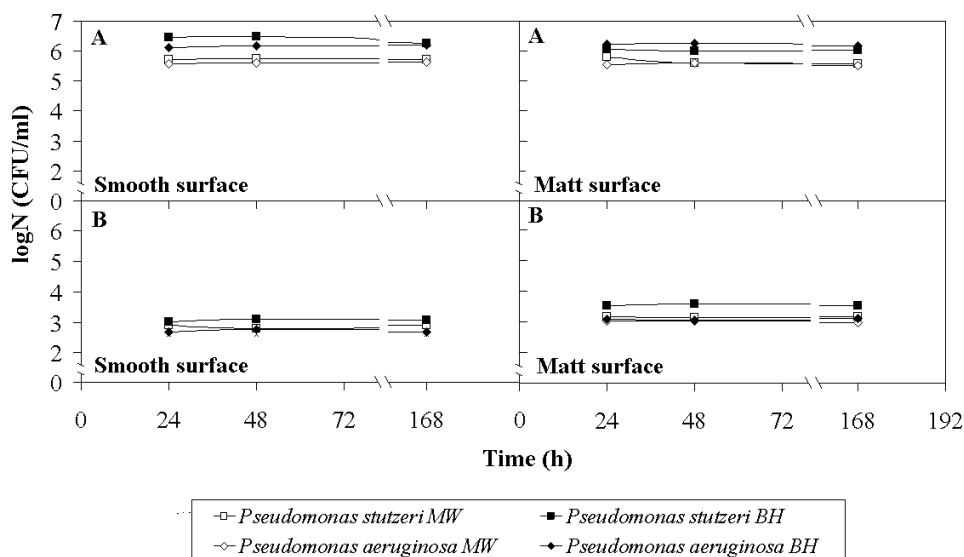 7
6
5
4
3
2
0
A
Smooth surface
A
Matt surface
logN (CFU/ml)
6
5
4
3
2
0
B
Smooth surface
B
Matt surface
0 24 48 72 168 0 24 48 72 168 192
Time (h)
Pseudomonas stutzeri MW
Pseudomonas stutzeri BH
Pseudomonas aeruginosa MW
Pseudomonas aeruginosa BH